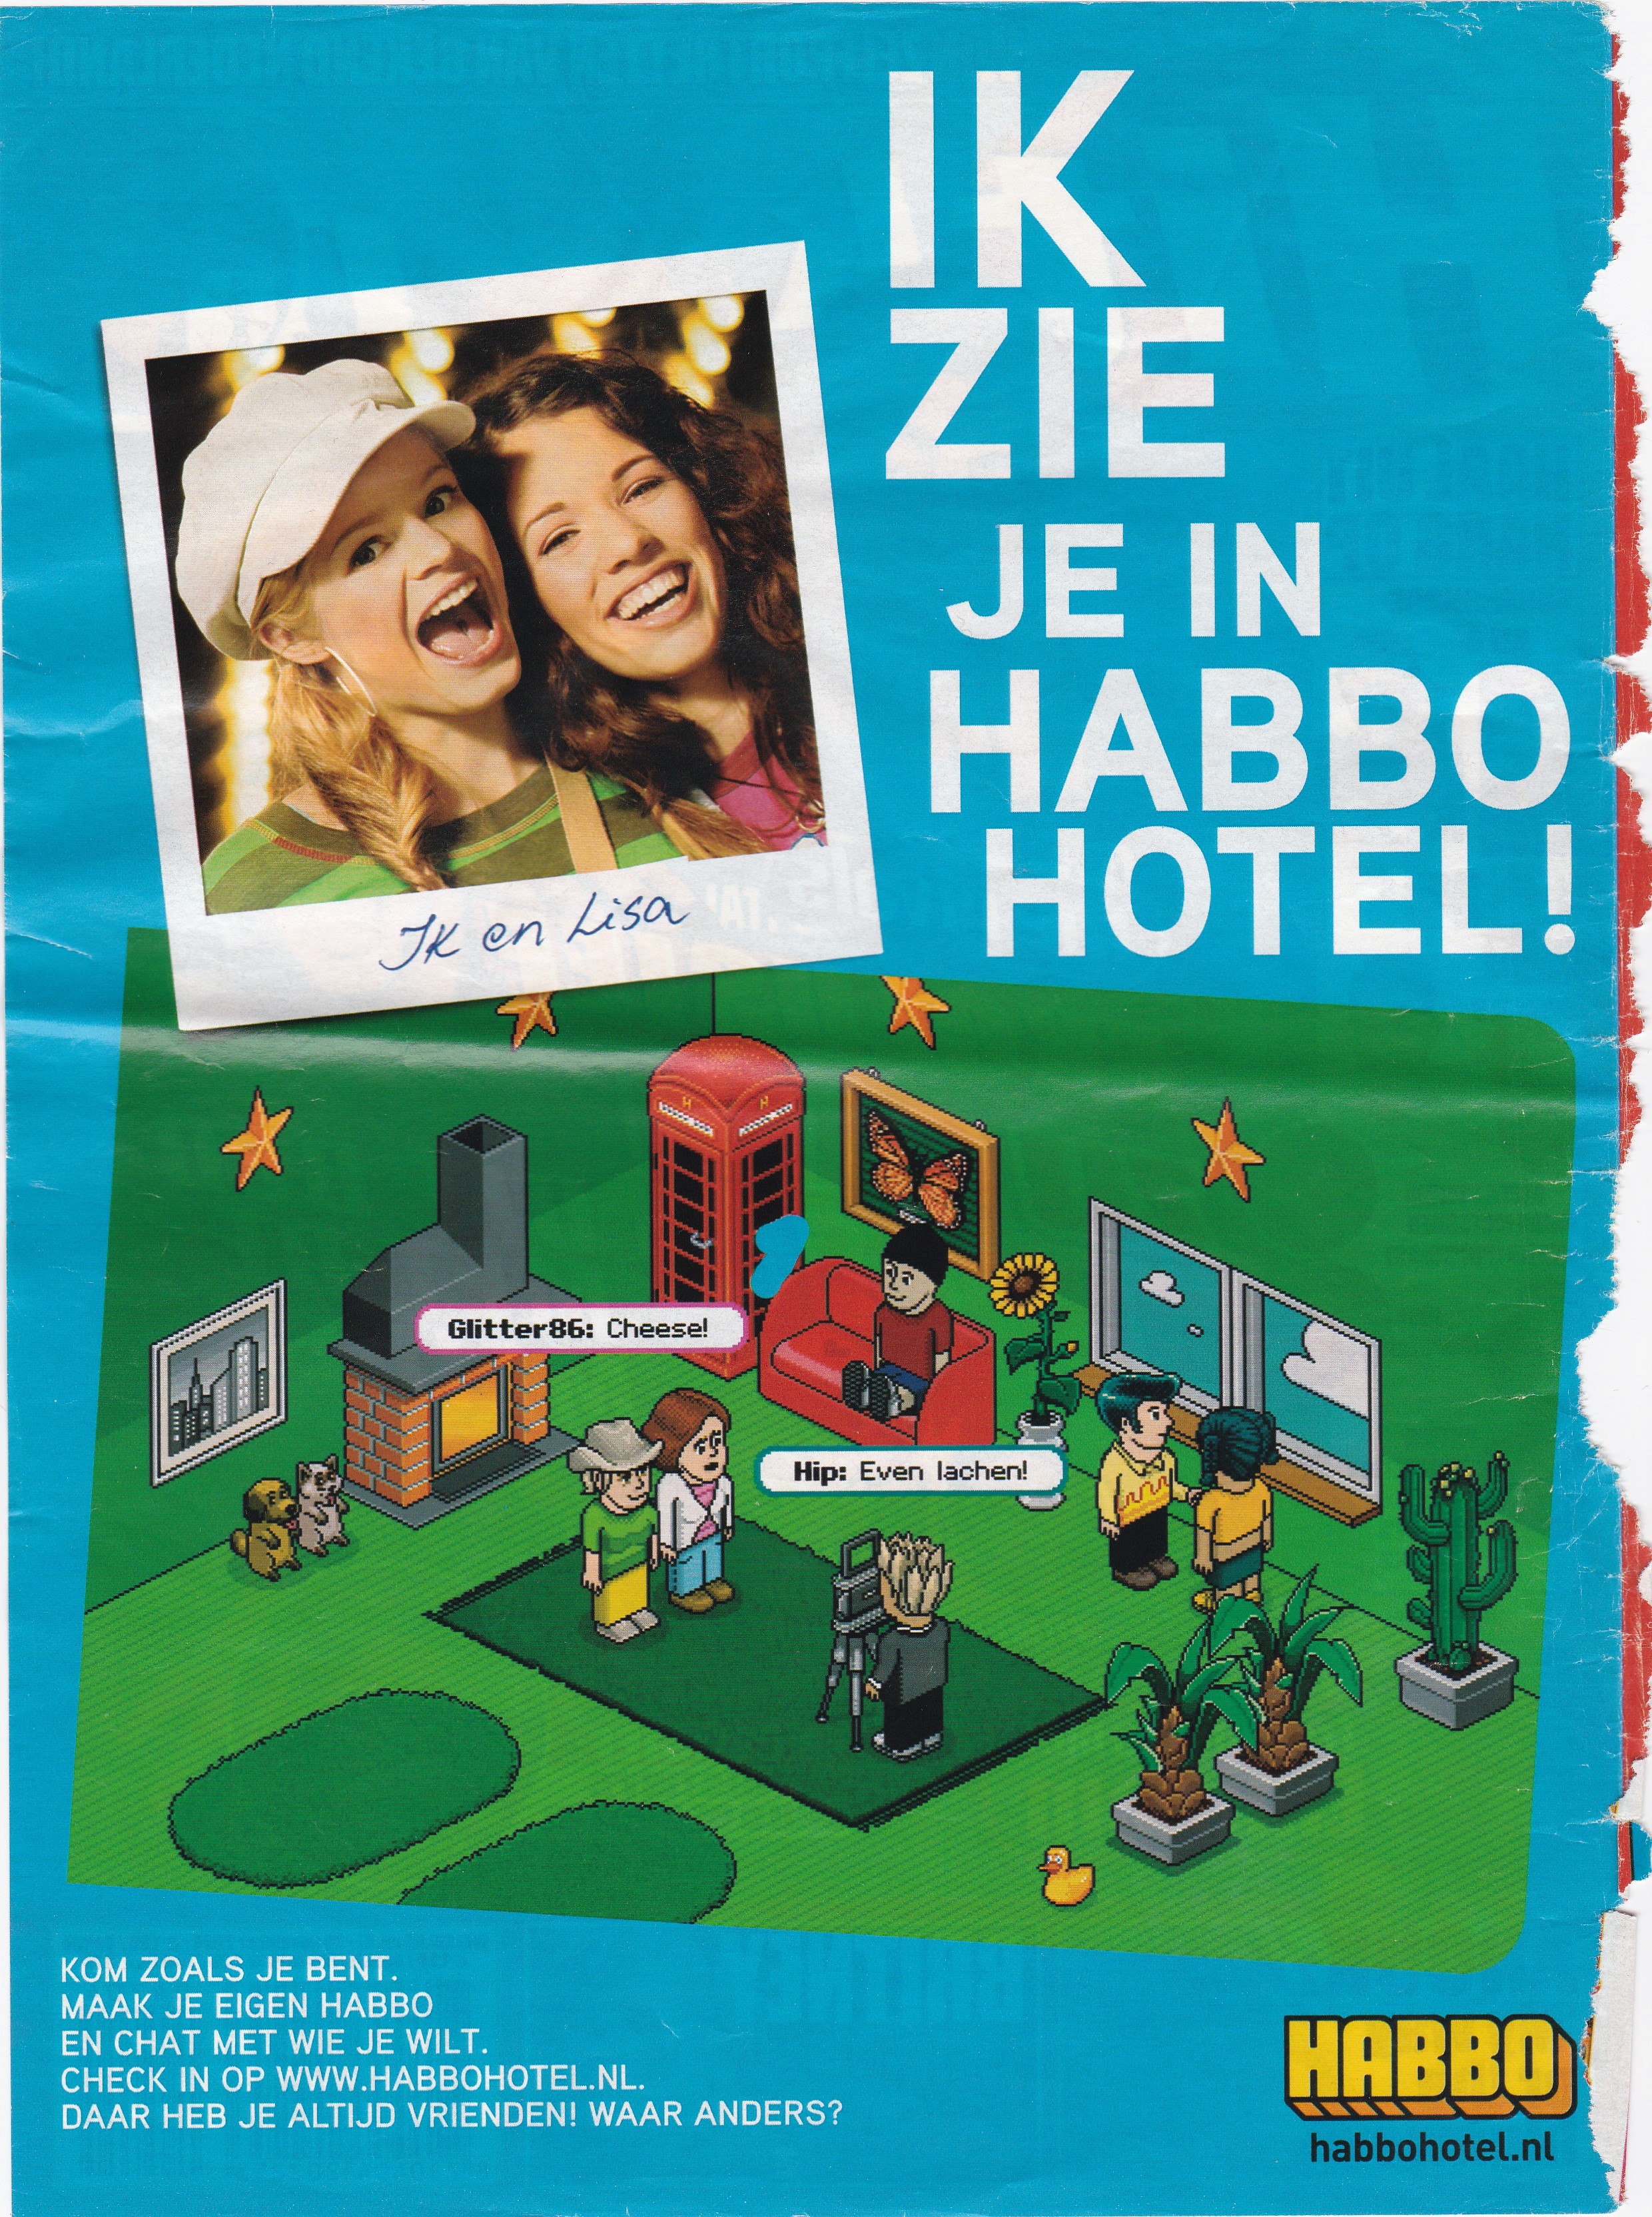 IK
ZIE
JE IN
HABBO
HOTEL!
Ik en Lisa
H H
Glitter86: Cheese!
Hip: Even lachen!
KOM ZOALS JE BENT.
MAAK JE EIGEN HABBO
EN CHAT MET WIE JE WILT.
CHECK IN OP WWW.HABBOHOTEL.NL.
DAAR HEB JE ALTIJD VRIENDEN! WAAR ANDERS?
HABBO
habbohotel.nl